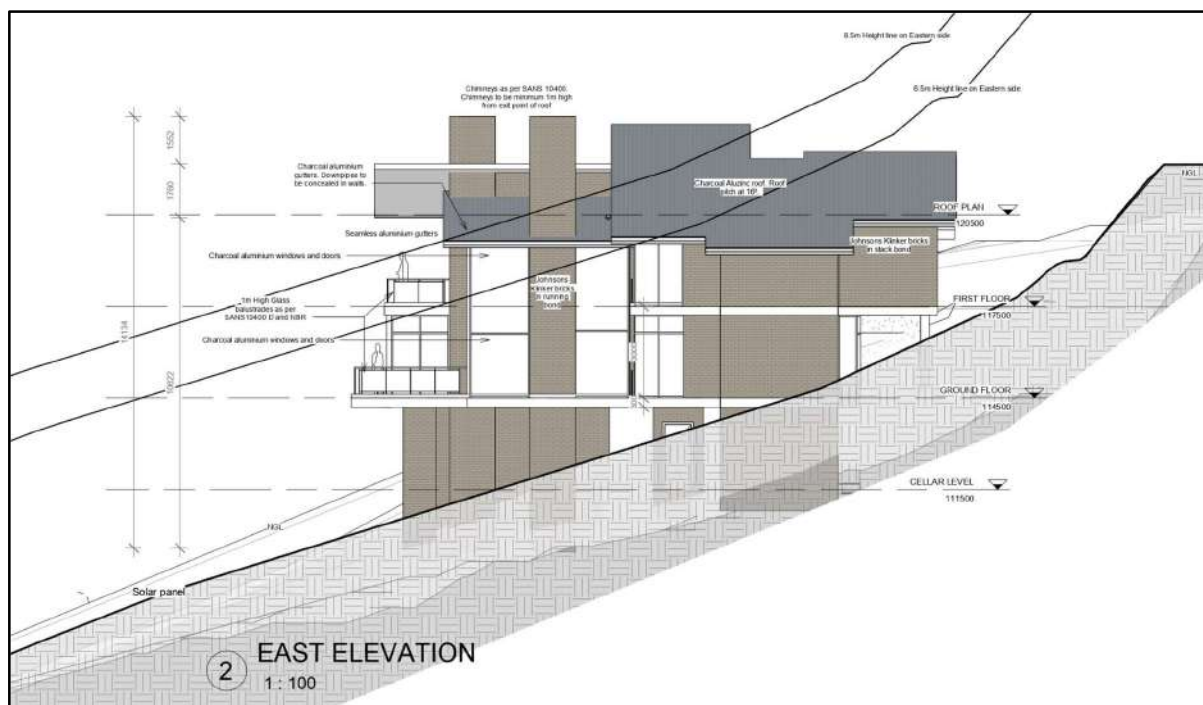 8.5m Height line on Eastern side
6.5m Height line on Eastern side
Chimneys as per SANS 10400.
Chimneys to be minimum 1m high
from exit point of roof
1552
1760
14134
10622
Charcoal aluminium
gutters. Downpipes to
be concealed in walls.
Charcoal Aluzinc roof. Roof
pitch at 16º.
NGL
ROOF PLAN
120500
Seamless aluminium gutters
Johnsons Klinker bricks
in stack bond
Charcoal aluminium windows and doors
Johnsons
Klinker bricks
in running
bond
1m High Glass
balustrades as per
SANS10400 D and NBR
FIRST FLOOR
117500
Charcoal aluminium windows and doors
3000
GROUND FLOOR
114500
CELLAR LEVEL
111500
NGL
Solar panel
2
EAST ELEVATION
1 : 100